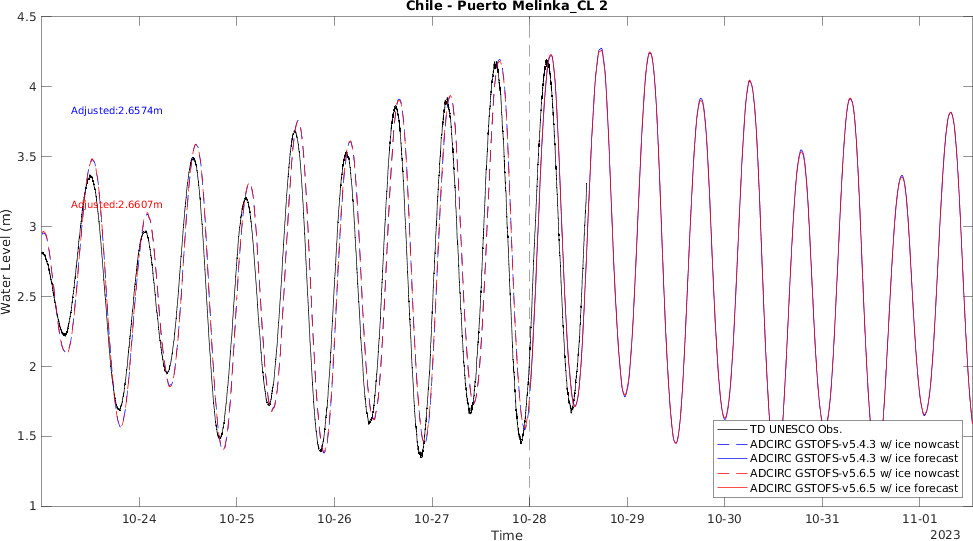 Chile - Puerto Melinka_CL 2
4.5
4
3.5
3
2.5
2
1.5
1
Water Level (m)
Adjusted:2.6574m
Adjusted:2.6607m
TD UNESCO Obs.
ADCIRC GSTOFS-v5.4.3 w/ ice nowcast
ADCIRC GSTOFS-v5.4.3 w/ ice forecast
ADCIRC GSTOFS-v5.6.5 w/ ice nowcast
ADCIRC GSTOFS-v5.6.5 w/ ice forecast
10-24 10-25 10-26 10-27 10-28 10-29 10-30 10-31 11-01
Time
2023